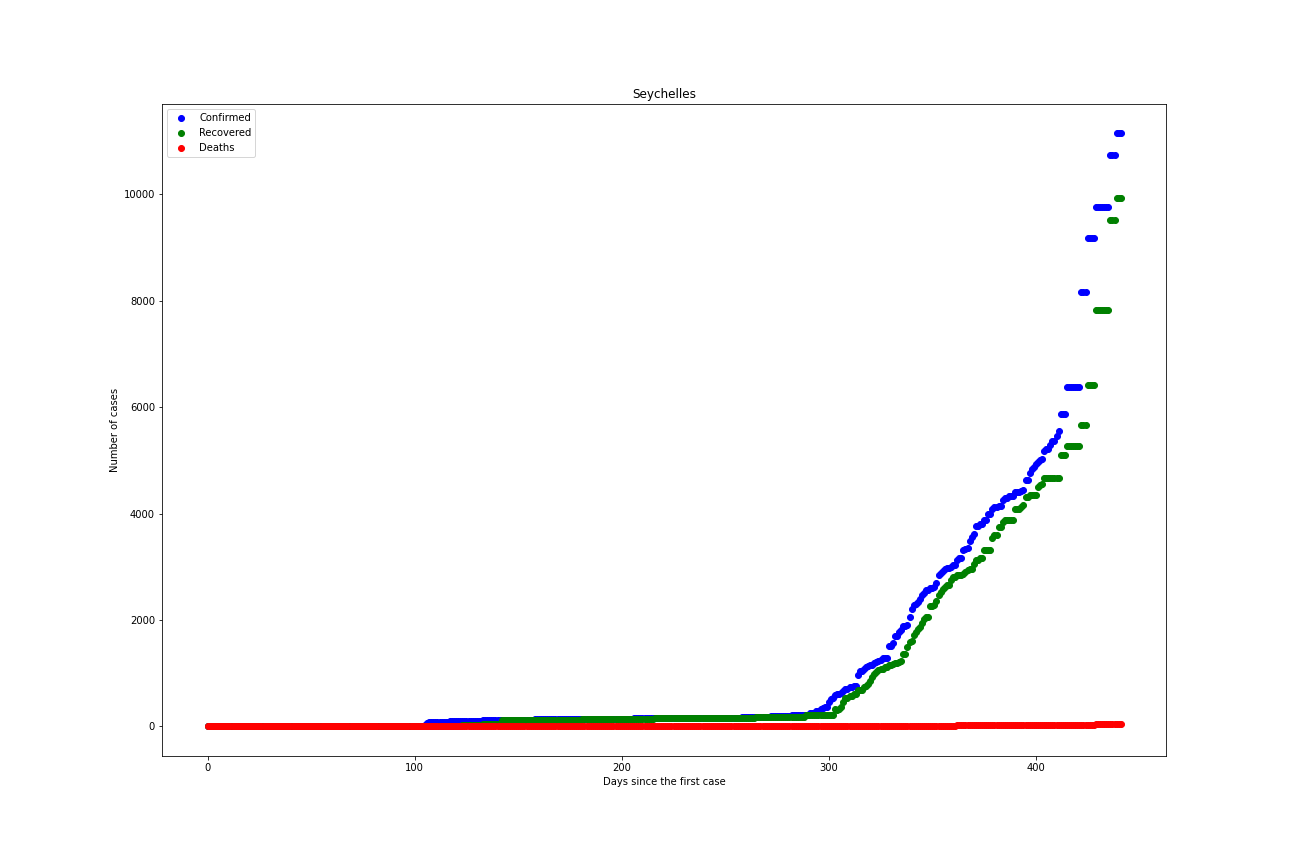 Seychelles
Confirmed
Recovered
Deaths
10000
8000
6000
4000
2000
0
Number of cases
0 100 200 300 400
Days since the first case